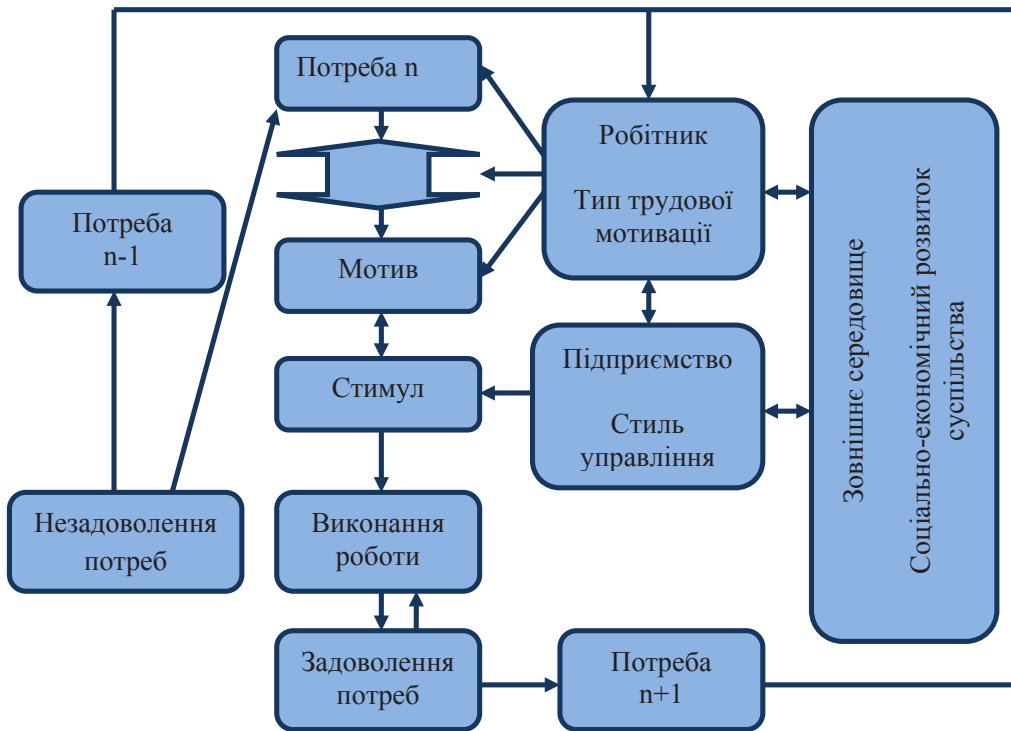 Потреба n
Робітник
Тип трудової
мотивації
Потреба
n-1
Мотив
Підприємство
Стиль
управління
Стимул
Зовнішнє середовище
Соціально-економічний розвиток
суспільства
Незадоволення
потреб
Виконання
роботи
Задоволення
потреб
Потреба
n+1